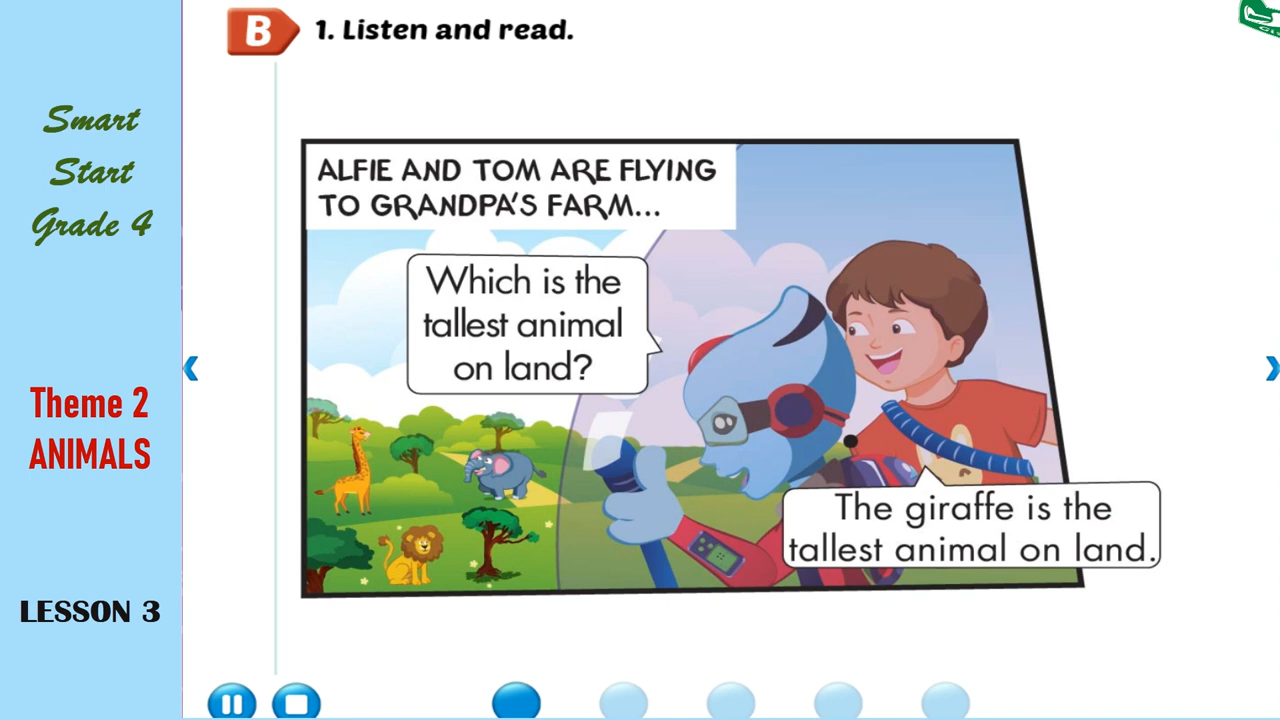 Smart
Start
Grade 4
Theme 2
ANIMALS
LESSON 3
B 1. Listen and read.
ALFIE AND TOM ARE FLYING
TO GRANDPA'S FARM...
Which is the
tallest animal
on land?
The giraffe is the
tallest animal on land.